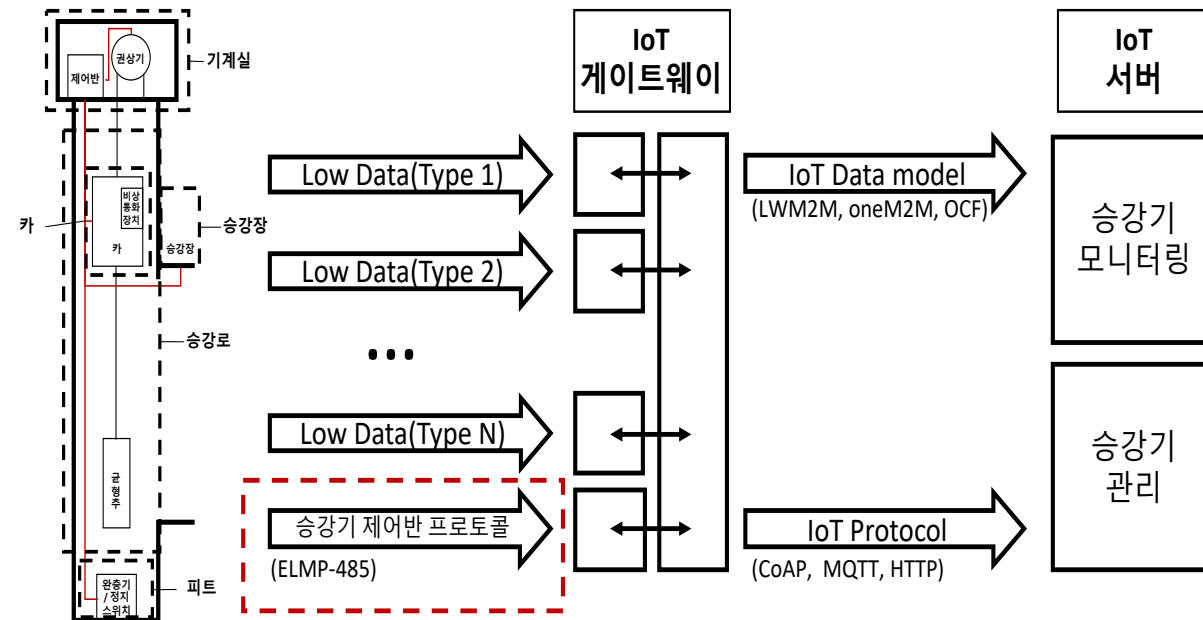 기계실
권상기
제어반
비상
통화
장치
카
카
승강장
승강장
승강로
균
형
추
완충기
/ 정지
스위치
피트
IoT
게이트웨이
IoT
서버
Low Data(Type 1)
Low Data(Type 2)
...
Low Data(Type N)
승강기 제어반 프로토콜
(ELMP-485)
IoT Data model
(LWM2M, oneM2M, OCF)
IoT Protocol
(CoAP, MQTT, HTTP)
승강기
모니터링
승강기
관리